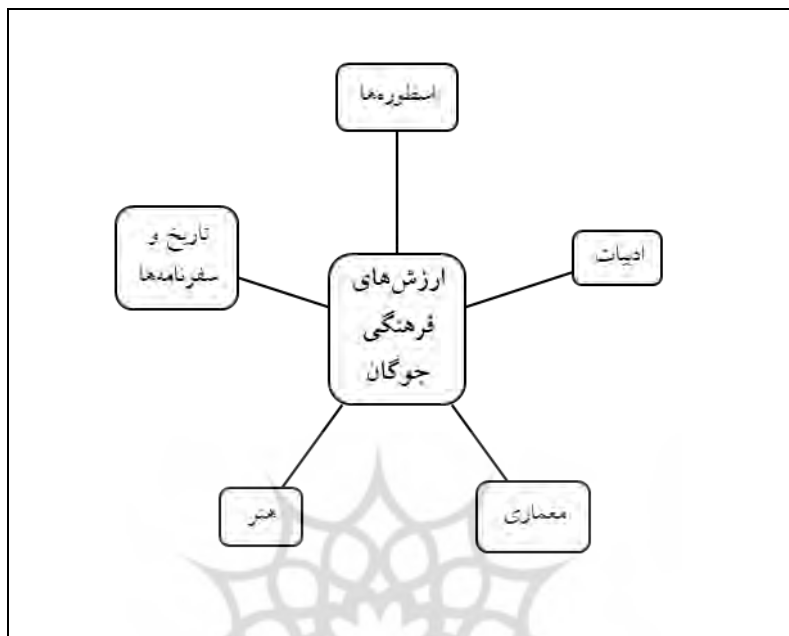 اسطوره‌ها
ادبیات
تاریخ و
سفرنامه‌ها
ارزش‌های
فرهنگی
چوگان
هنر
معماری